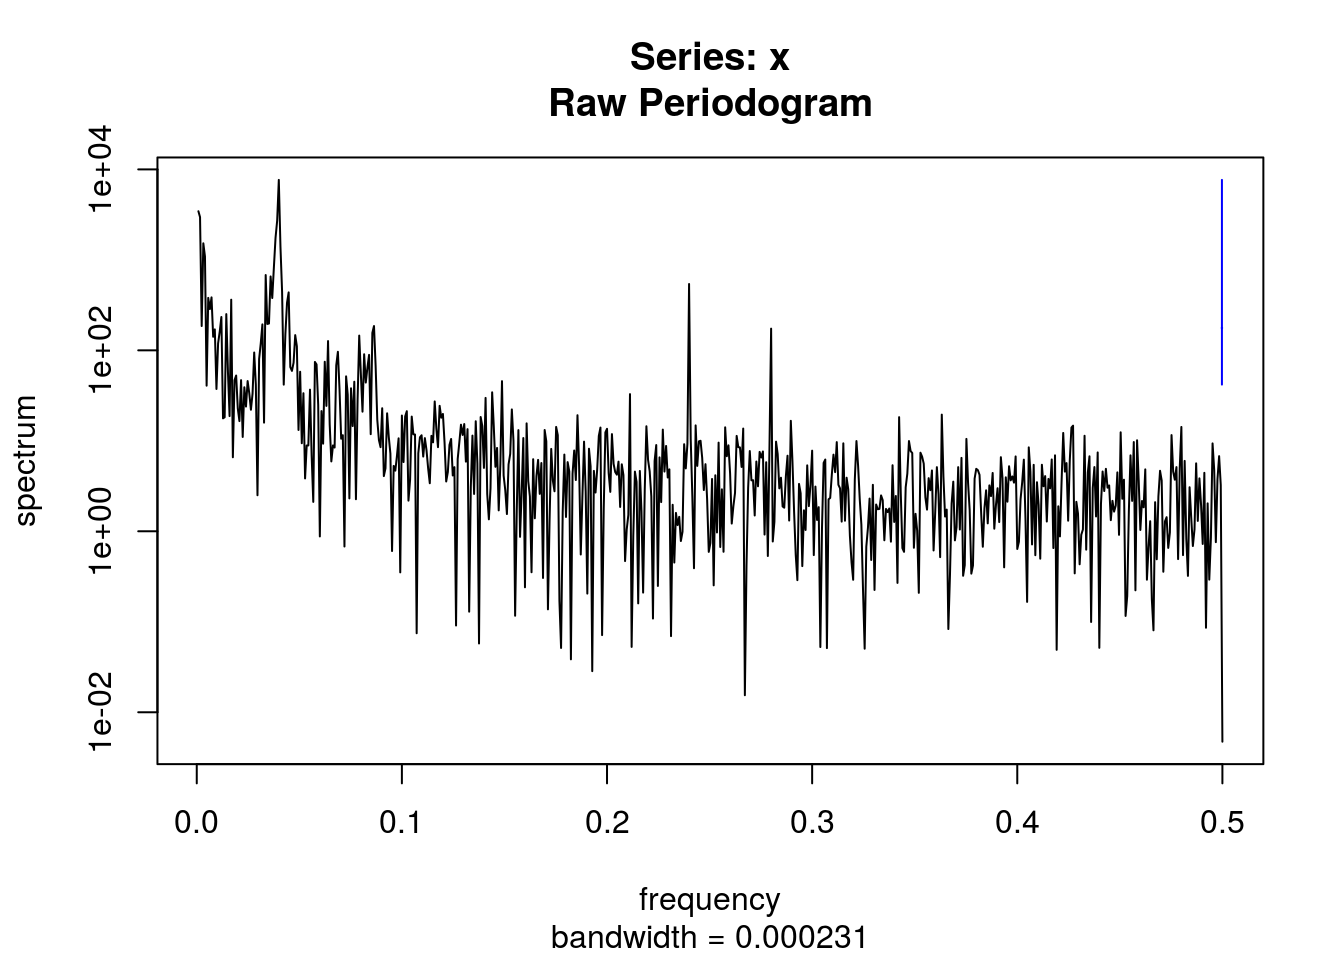 Series: x
Raw Periodogram
spectrum
1e+04
1e+02
1e+00
1e-02
0.0 0.1 0.2 0.3 0.4 0.5
frequency
bandwidth = 0.000231